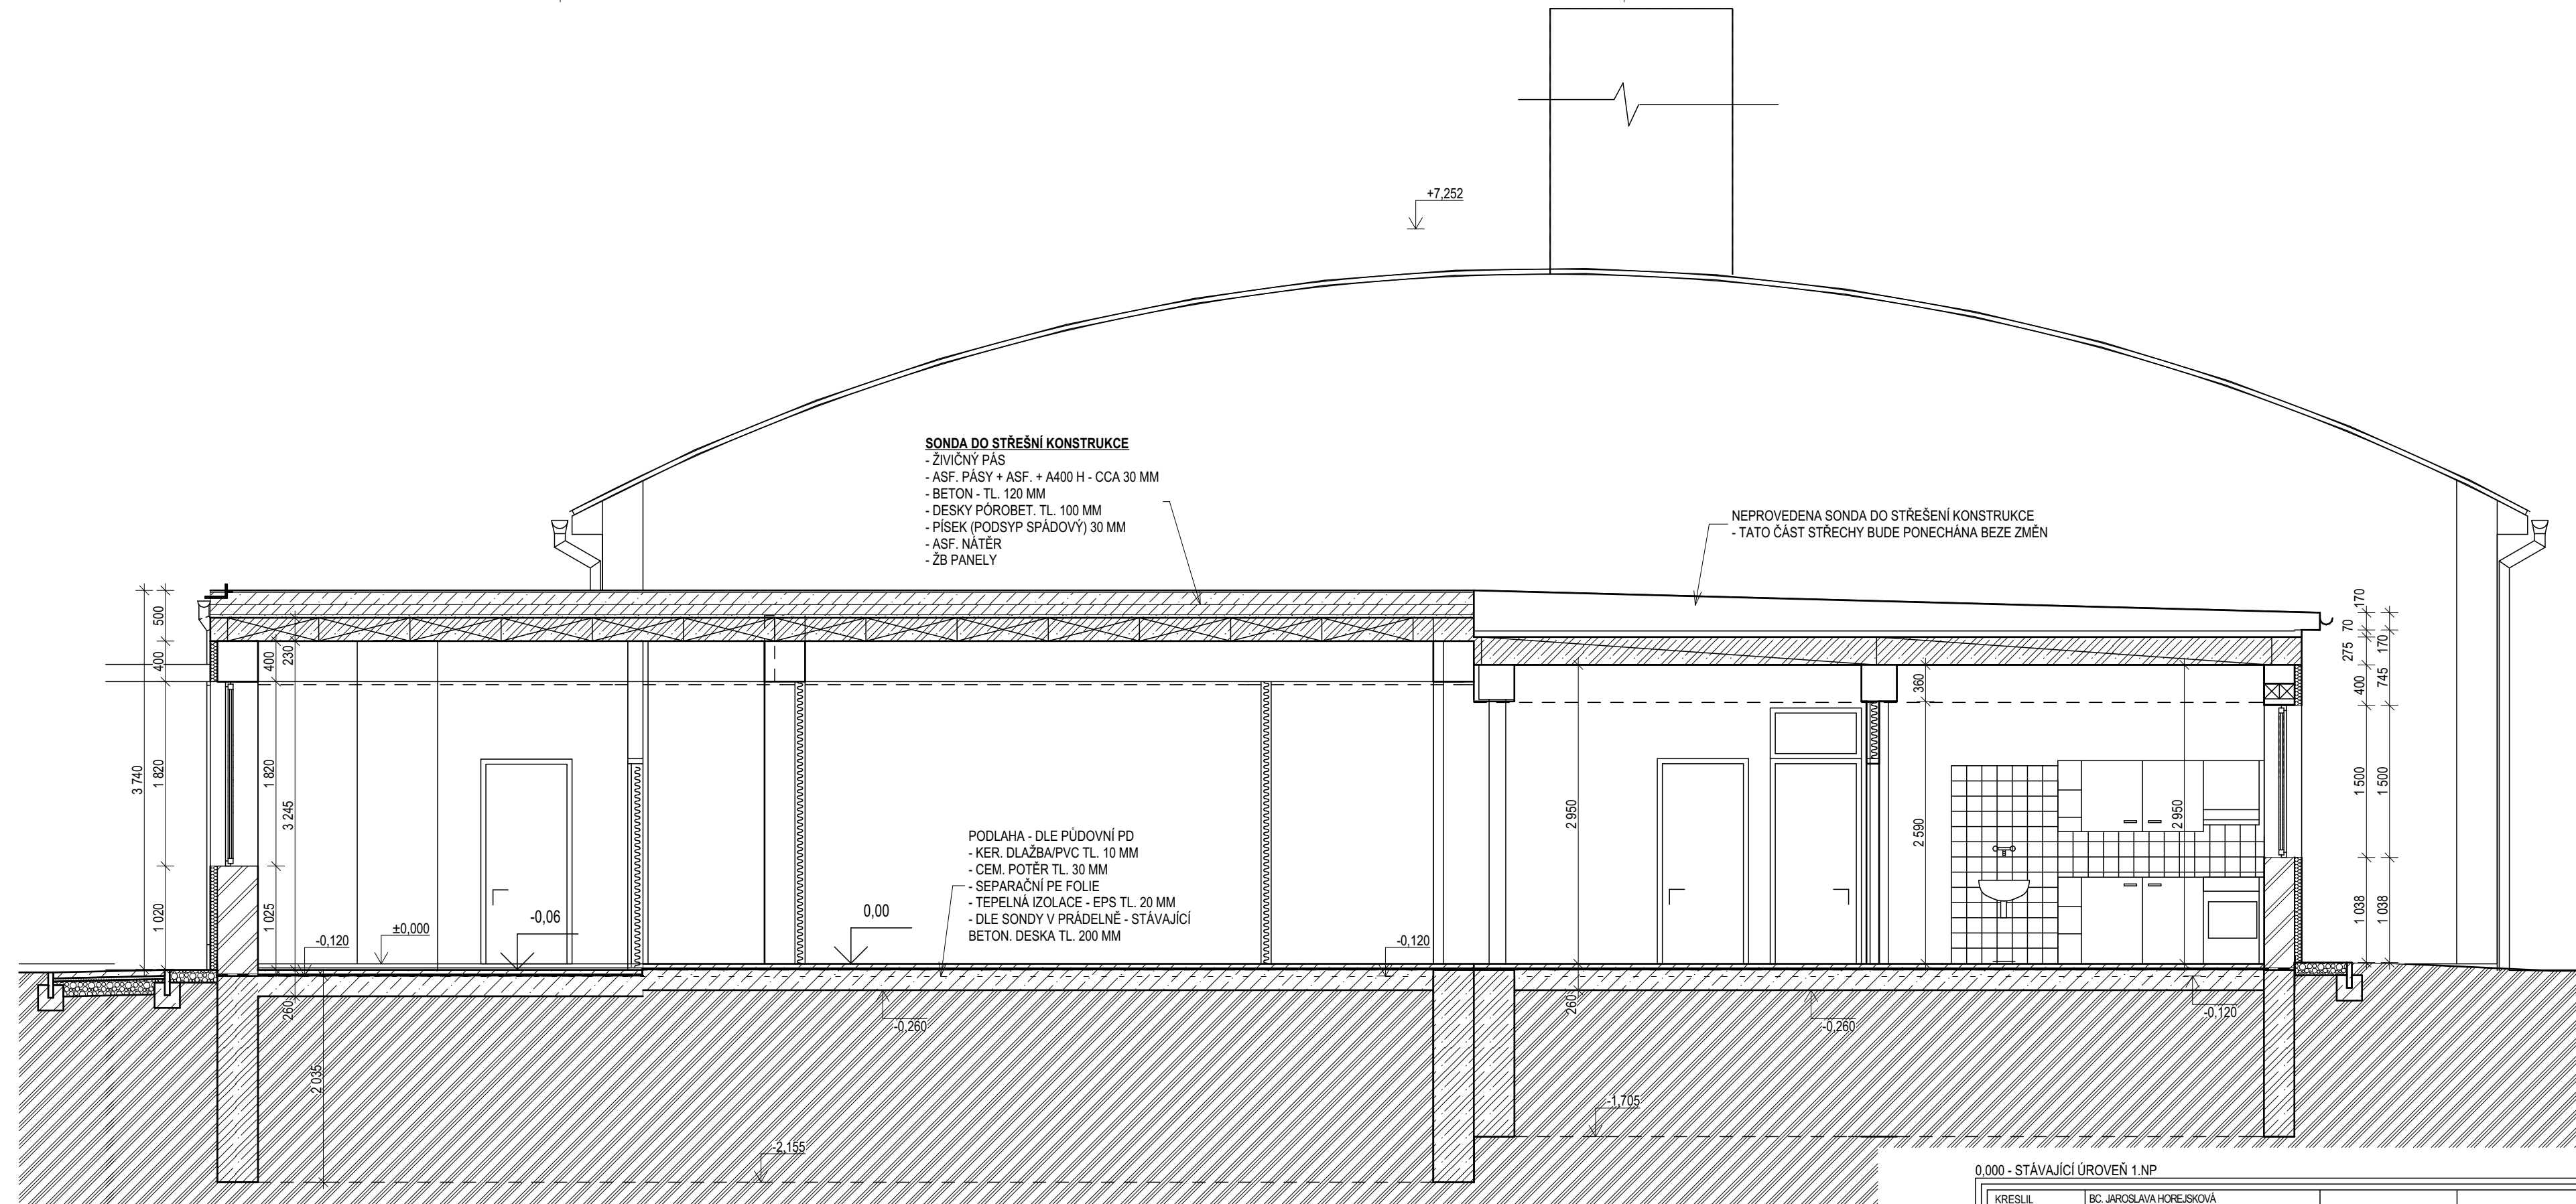 +7,252
SONDA DO STŘEŠNÍ KONSTRUKCE
- ŽIVIČNÝ PÁS
- ASF. PÁSY + ASF. + A400 H - CCA 30 MM
- BETON - TL. 120 MM
- DESKY PÓROBET. TL. 100 MM
- PÍSEK (PODSYP SPÁDOVÝ) 30 MM
- ASF. NÁTĚR
- ŽB PANELY
NEPROVEDENA SONDA DO STŘEŠENÍ KONSTRUKCE
- TATO ČÁST STŘECHY BUDE PONECHÁNA BEZE ZMĚN
3 740
500
400
1 820
1 020
400
1 820
1 025
230
3 245
260
2 035
-0,120
±0,000
-0,06
0,00
PODLAHA - DLE PŮDOVNÍ PD
- KER. DLAŽBA/PVC TL. 10 MM
- CEM. POTĚR TL. 30 MM
- SEPARAČNÍ PE FOLIE
- TEPELNÁ IZOLACE - EPS TL. 20 MM
- DLE SONDY V PRÁDELNĚ - STÁVAJÍCÍ
BETON. DESKA TL. 200 MM
-0,120
2 950
260
360
2 590
2 950
170
70
275
400
1 500
1 038
170
745
1 500
1 038
-0,260
-0,260
-0,120
-1,705
-2,155
0,000 - STÁVAJÍCÍ ÚROVEŇ 1.NP
KRESLIL BC. JAROSLAVA HOREJSKOVÁ